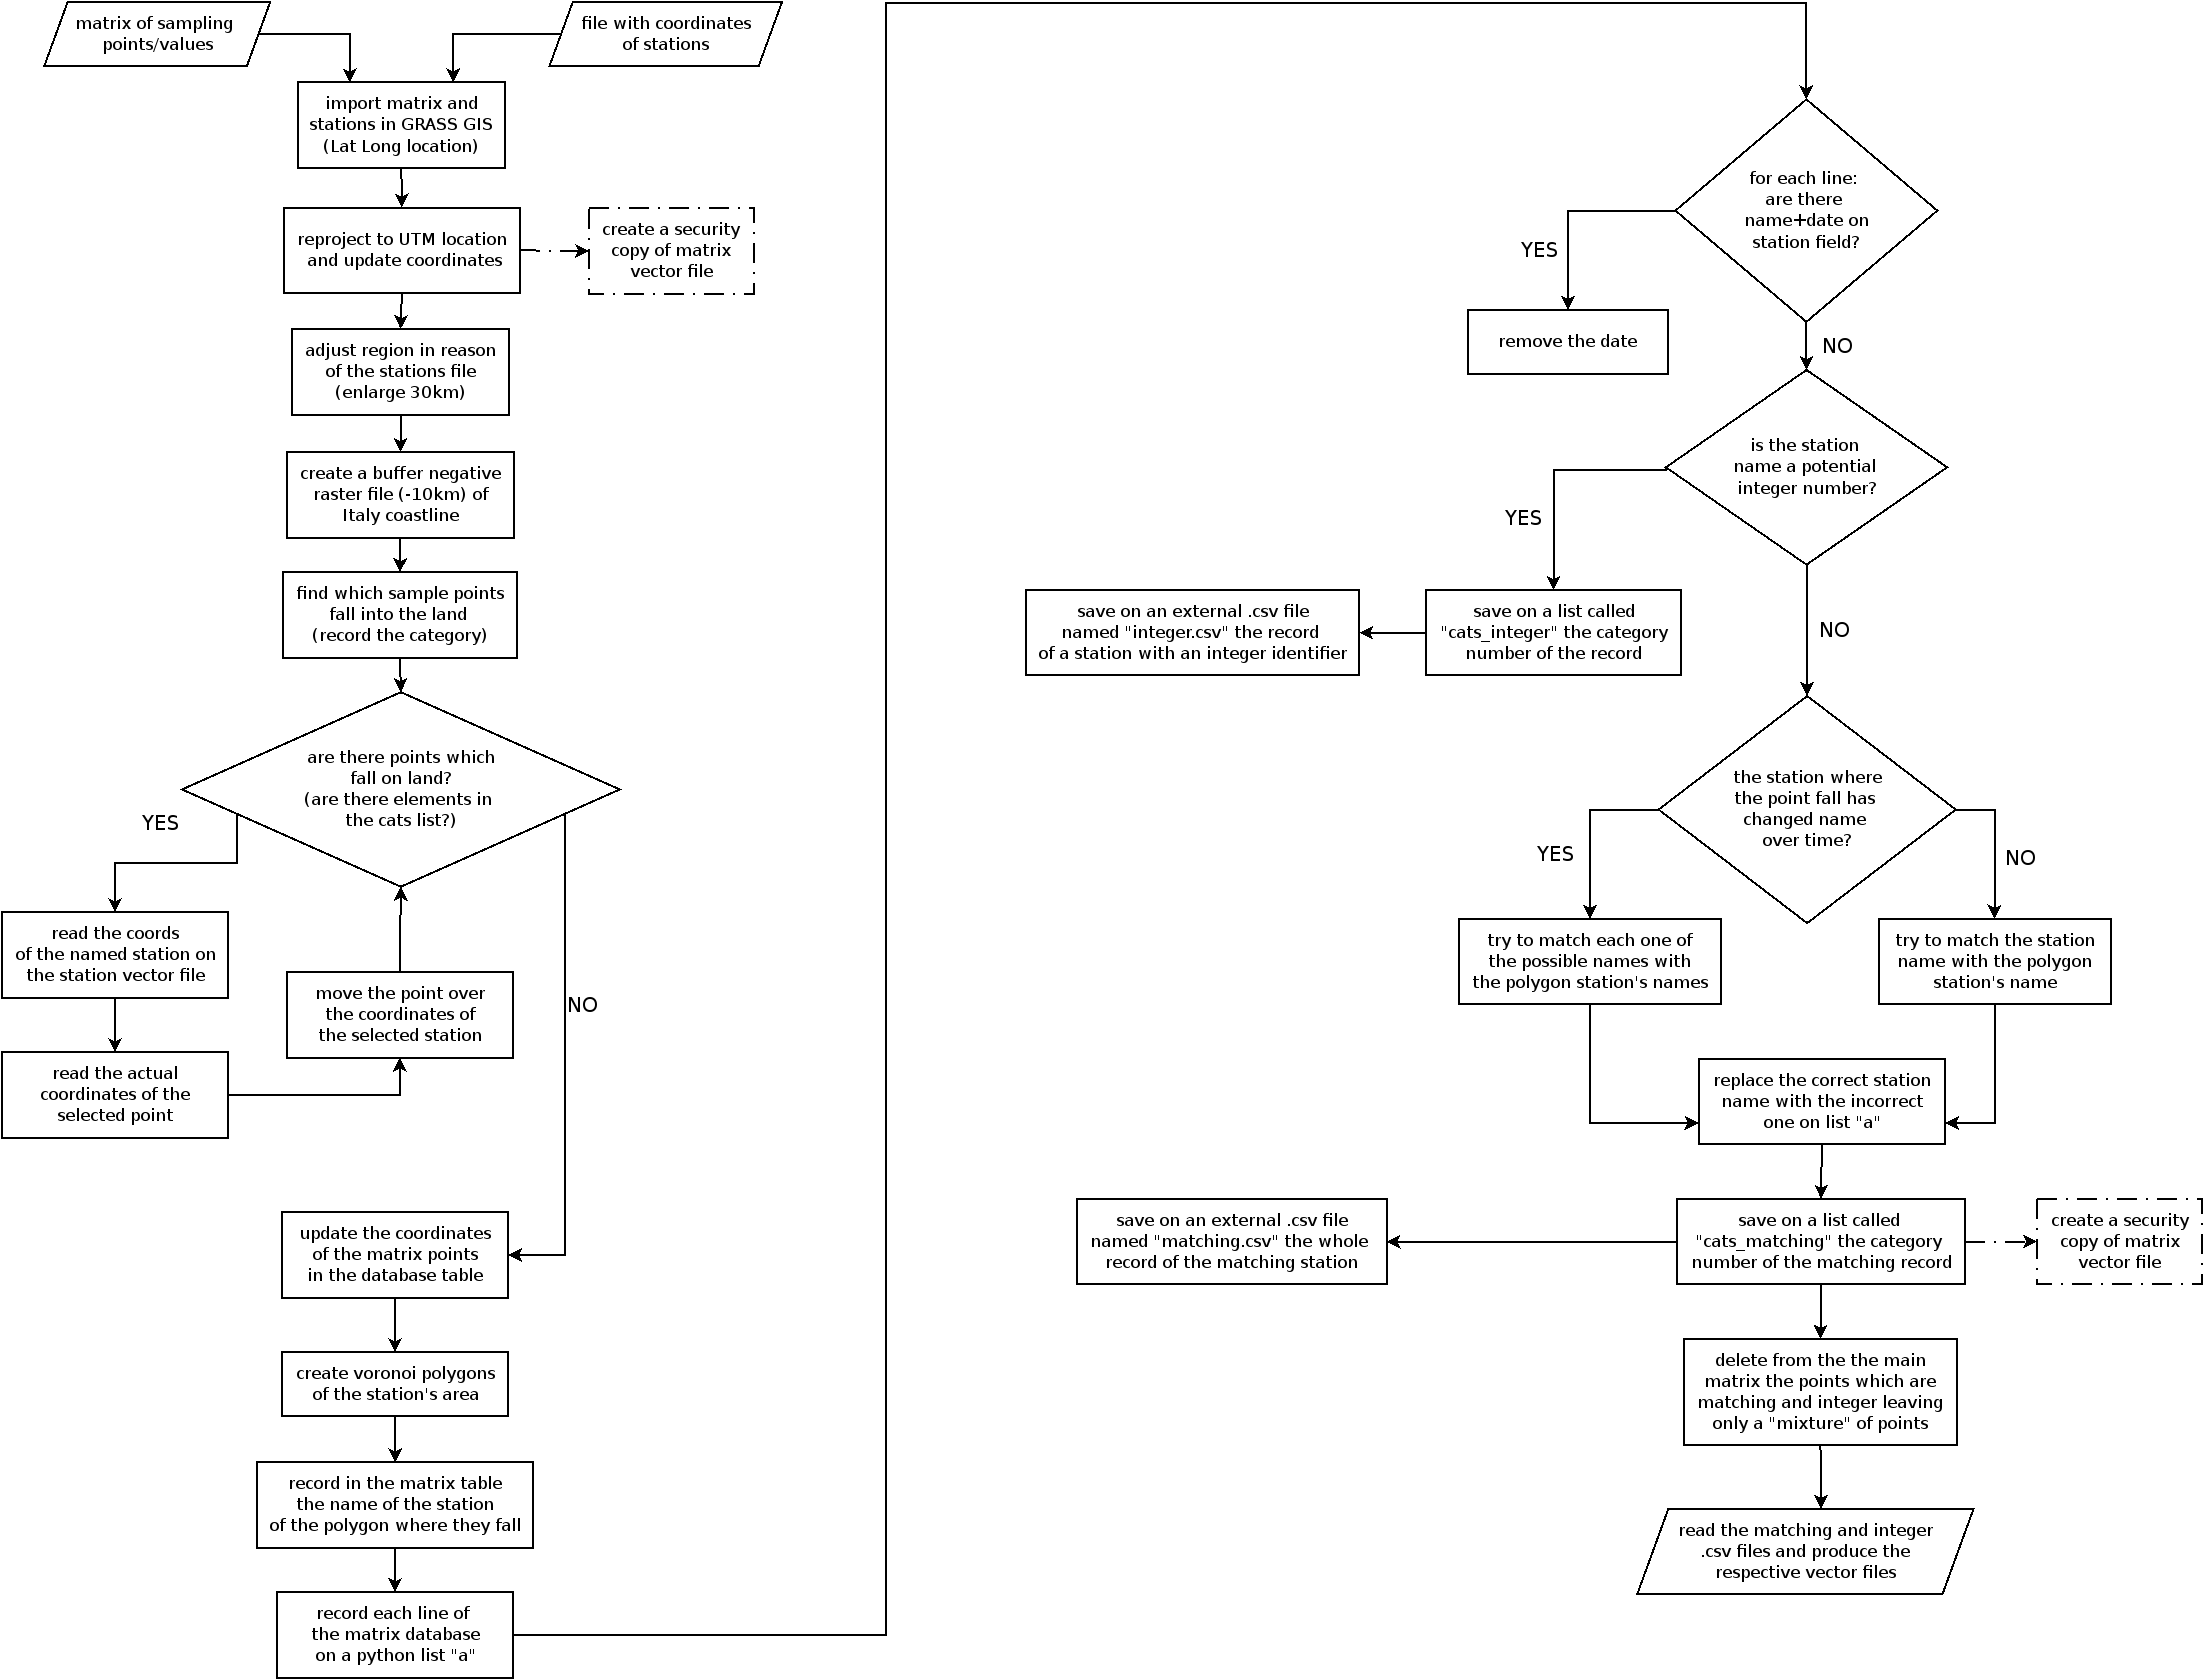 matrix of sampling
points/values
file with coordinates
of stations
import matrix and
stations in GRASS GIS
(Lat Long location)
reproject to UTM location
and update coordinates
create a security
copy of matrix
vector file
adjust region in reason
of the stations file
(enlarge 30km)
create a buffer negative
raster file (-10km) of
Italy coastline
find which sample points
fall into the land
(record the category)
are there points which
fall on land?
(are there elements in
the cats list?)
YES
read the coords
of the named station on
the station vector file
read the actual
coordinates of the
selected point
move the point over
the coordinates of
the selected station
NO
update the coordinates
of the matrix points
in the database table
create voronoi polygons
of the station's area
record in the matrix table
the name of the station
of the polygon where they fall
record each line of
the matrix database
on a python list "a"
for each line:
are there
name+date on
station field?
YES
remove the date
NO
is the station
name a potential
integer number?
YES
save on a list called
"cats_integer" the category
number of the record
save on an external .csv file
named "integer.csv" the record
of a station with an integer identifier
NO
the station where
the point fall has
changed name
over time?
YES
try to match each one of
the possible names with
the polygon station's names
NO
try to match the station
name with the polygon
station's name
replace the correct station
name with the incorrect
one on list "a"
save on a list called
"cats_matching" the category
number of the matching record
save on an external .csv file
named "matching.csv" the whole
record of the matching station
create a security
copy of matrix
vector file
delete from the the main
matrix the points which are
matching and integer leaving
only a "mixture" of points
read the matching and integer
.csv files and produce the
respective vector files